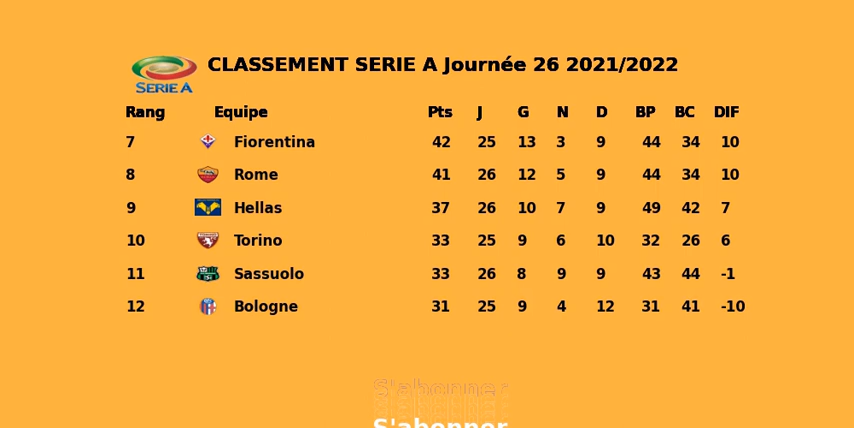 CLASSEMENT SERIE A Journée 26 2021/2022
SERIE A
Rang Equipe Pts J G N D BP BC DIF
7 Fiorentina 42 25 13 3 9 44 34 10
8 Rome 41 26 12 5 9 44 34 10
9 Hellas 37 26 10 7 9 49 42 7
10 Torino 33 25 9 6 10 32 26 6
11 Sassuolo 33 26 8 9 9 43 44 -1
12 Bologne 31 25 9 4 12 31 41 -10
S'abonner
S'abonner